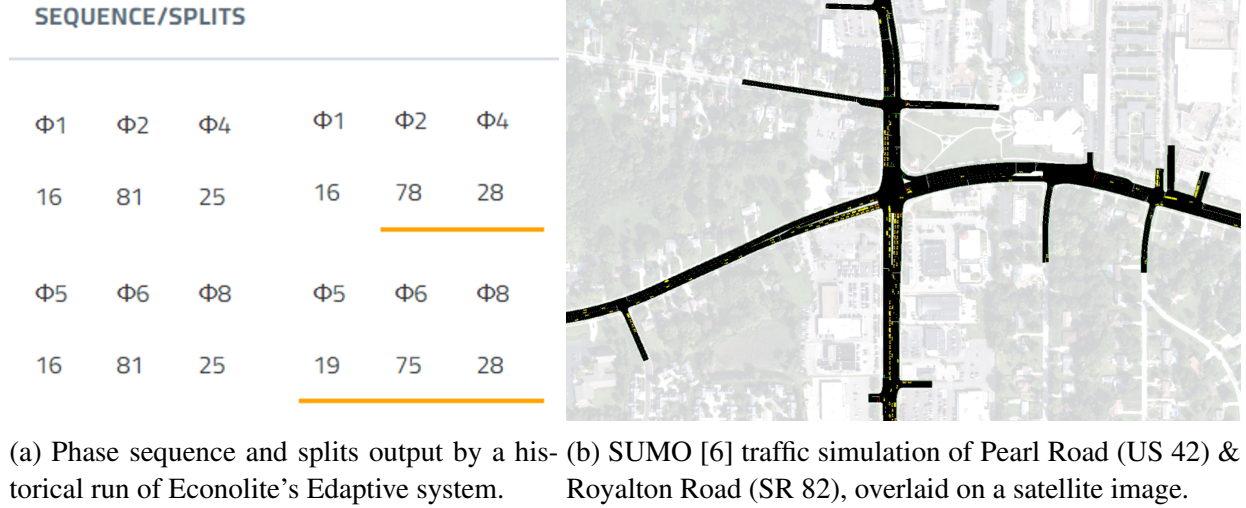 SEQUENCE/SPLITS
Φ1 Φ2 Φ4 Φ1 Φ2 Φ4
16 81 25 16 78 28
Φ5 Φ6 Φ8 Φ5 Φ6 Φ8
16 81 25 19 75 28
(a) Phase sequence and splits output by a his-
torical run of Econolite's Edaptive system.
(b) SUMO [6] traffic simulation of Pearl Road (US 42) &
Royalton Road (SR 82), overlaid on a satellite image.